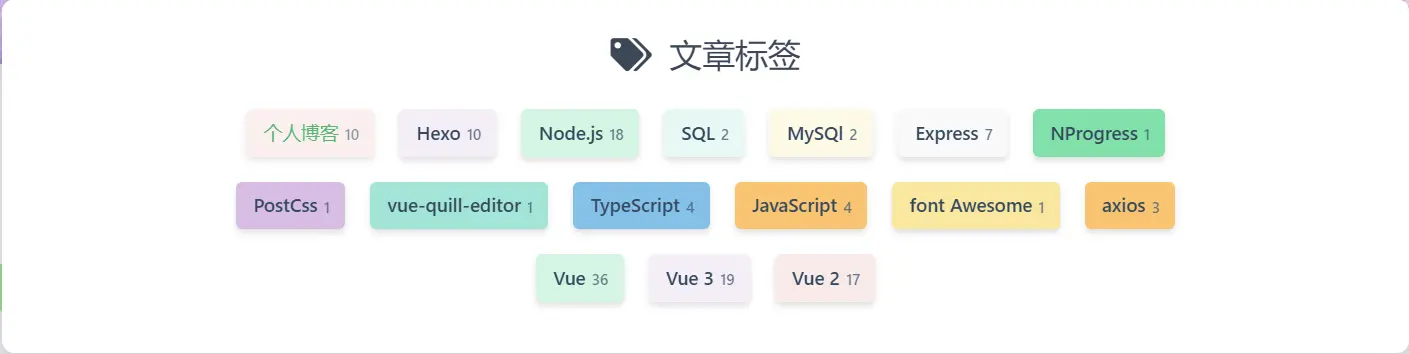 文章标签
个人博客 10 Hexo 10 Node.js 18 SQL 2 MySQl 2 Express 7 NProgress 1
PostCss 1 vue-quill-editor 1 TypeScript 4 JavaScript 4 font Awesome 1 axios 3
Vue 36 Vue 3 19 Vue 2 17